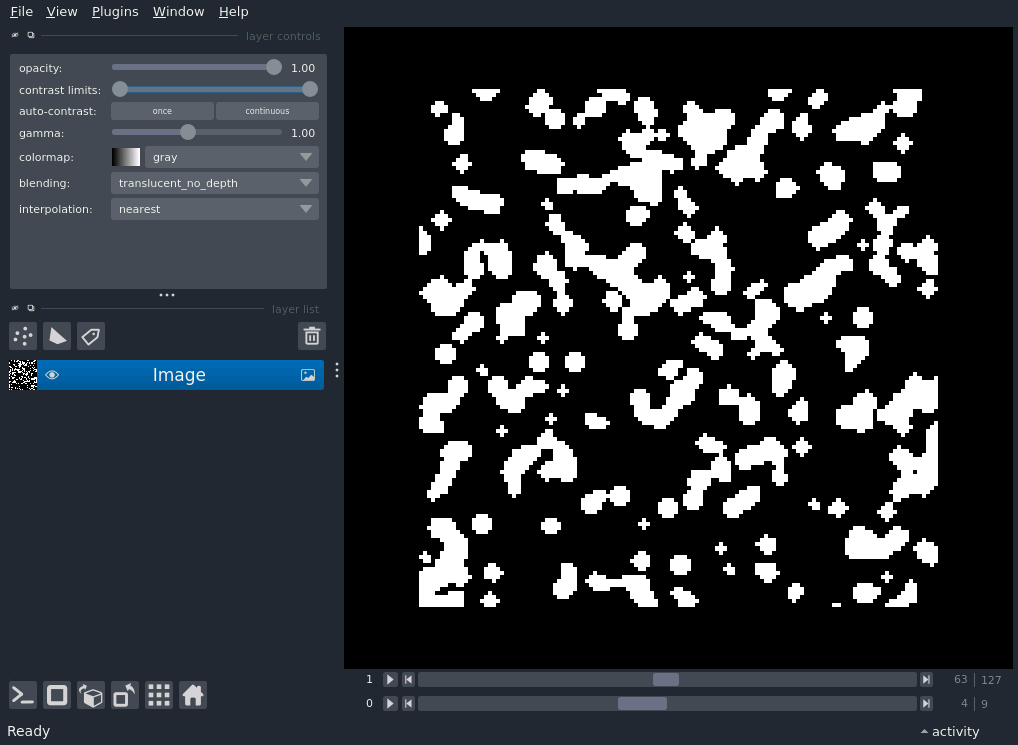 File View Plugins Window Help
layer controls
opacity: 1.00
contrast limits:
auto-contrast: once continuous
gamma: 1.00
colormap: gray
blending: translucent_no_depth
interpolation: nearest
layer list
Image
1 63 127
0 4 9
Ready activity